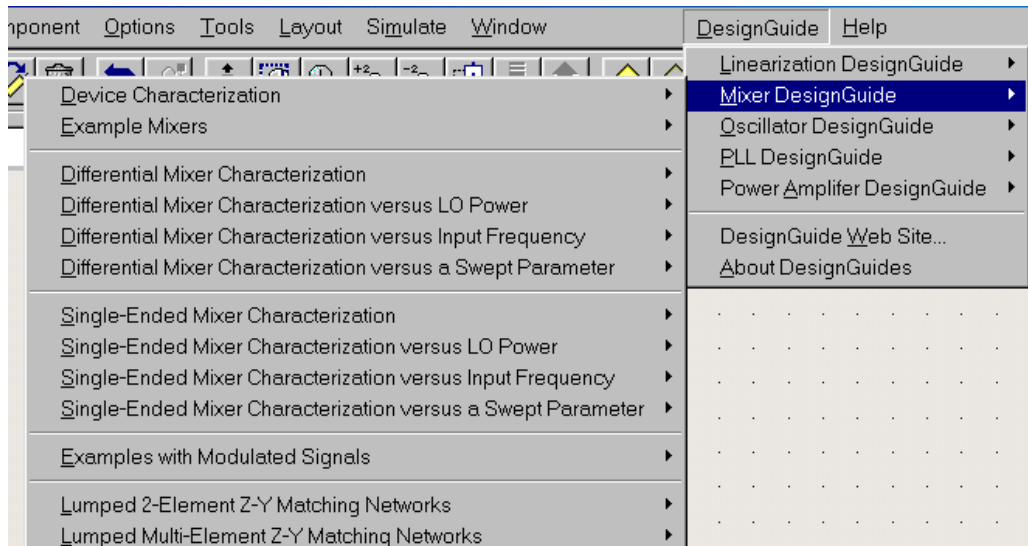 nponent Options Tools Layout Simulate Window DesignGuide Help
Linearization DesignGuide
Mixer DesignGuide
Oscillator DesignGuide
PLL DesignGuide
Power Amplifer DesignGuide
DesignGuide Web Site...
About DesignGuides
Device Characterization
Example Mixers
Differential Mixer Characterization
Differential Mixer Characterization versus LO Power
Differential Mixer Characterization versus Input Frequency
Differential Mixer Characterization versus a Swept Parameter
Single-Ended Mixer Characterization
Single-Ended Mixer Characterization versus LO Power
Single-Ended Mixer Characterization versus Input Frequency
Single-Ended Mixer Characterization versus a Swept Parameter
Examples with Modulated Signals
Lumped 2-Element Z-Y Matching Networks
Lumped Multi-Element Z-Y Matching Networks